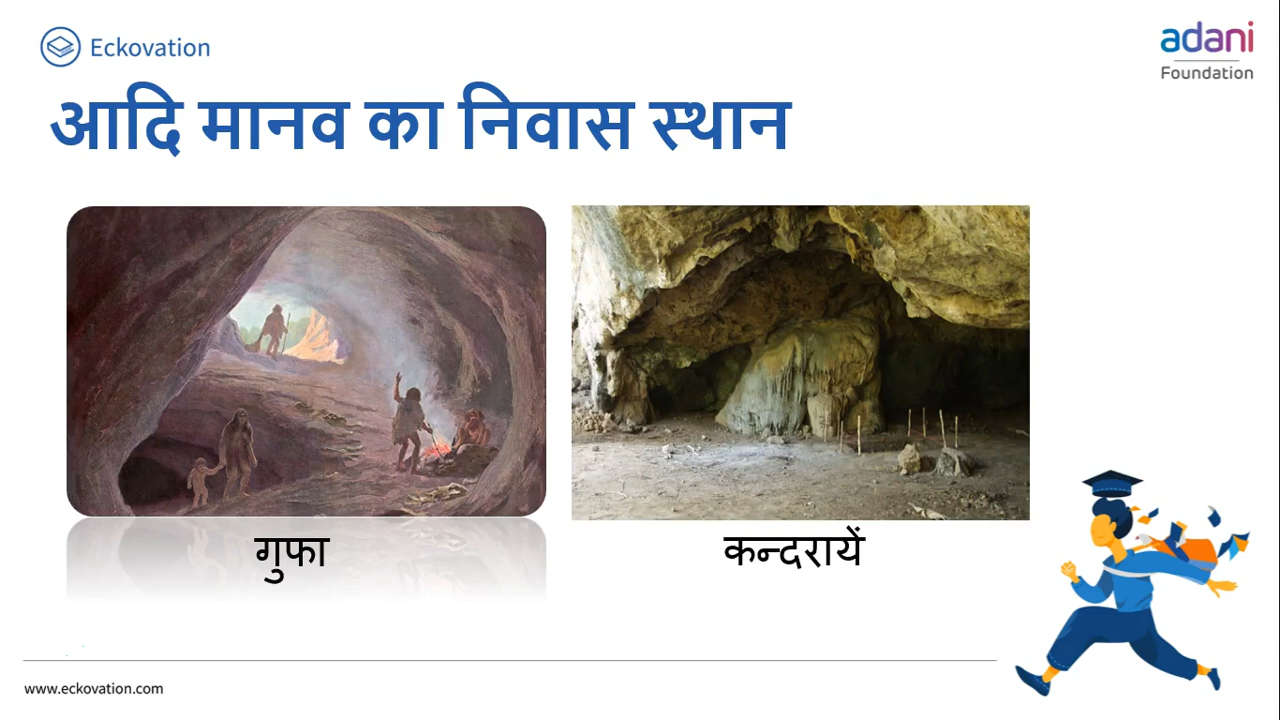 Eckovation
adani
Foundation
आदि मानव का निवास स्थान
गुफा
कन्दरायें
www.eckovation.com